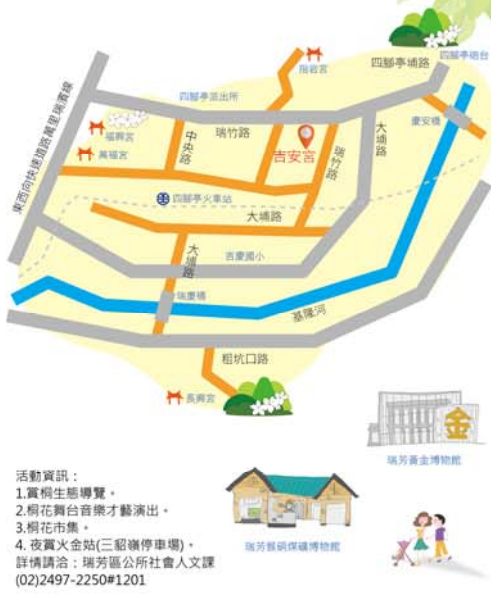 四腳亭埔路
四腳亭砲台
指岩宮
四腳亭派出所
慶安橋
福興宮
瑞竹路
大埔路
中央路
萬福宮
吉安宮
瑞竹路
東西向快速道路萬里瑞濱線
四腳亭火車站
大埔路
大埔路
吉慶國小
瑞慶橋
基隆河
粗坑口路
長興宮
金
瑞芳黃金博物館
活動資訊：
1.賞桐生態導覽。
2.桐花舞台音樂才藝演出。
3.桐花市集。
4. 夜賞火金姑(三貂嶺停車場)。
詳情請洽：瑞芳區公所社會人文課
(02)2497-2250#1201
瑞芳猴硐煤礦博物館